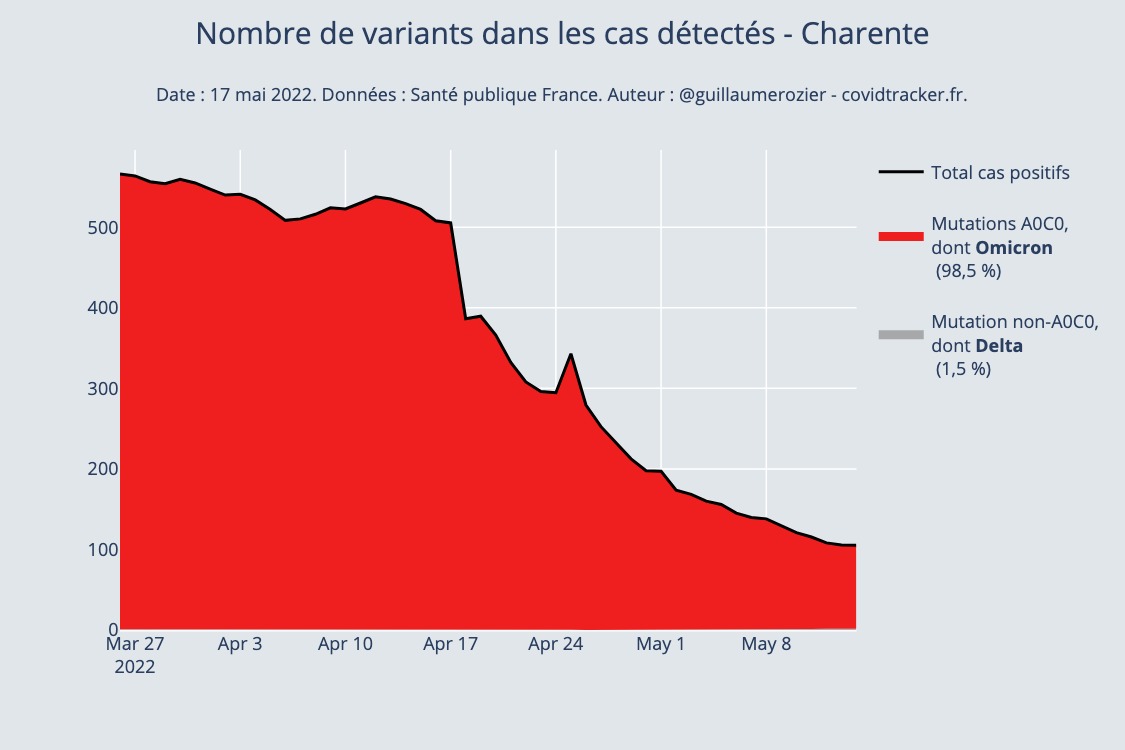 Nombre de variants dans les cas détectés - Charente
Date : 17 mai 2022. Données : Santé publique France. Auteur : @guillaumerozier - covidtracker.fr.
Total cas positifs
Mutations A0C0,
dont Omicron
(98,5 %)
Mutation non-A0C0,
dont Delta
(1,5 %)
500
400
300
200
100
0
Mar 27
2022
Apr 3
Apr 10
Apr 17
Apr 24
May 1
May 8